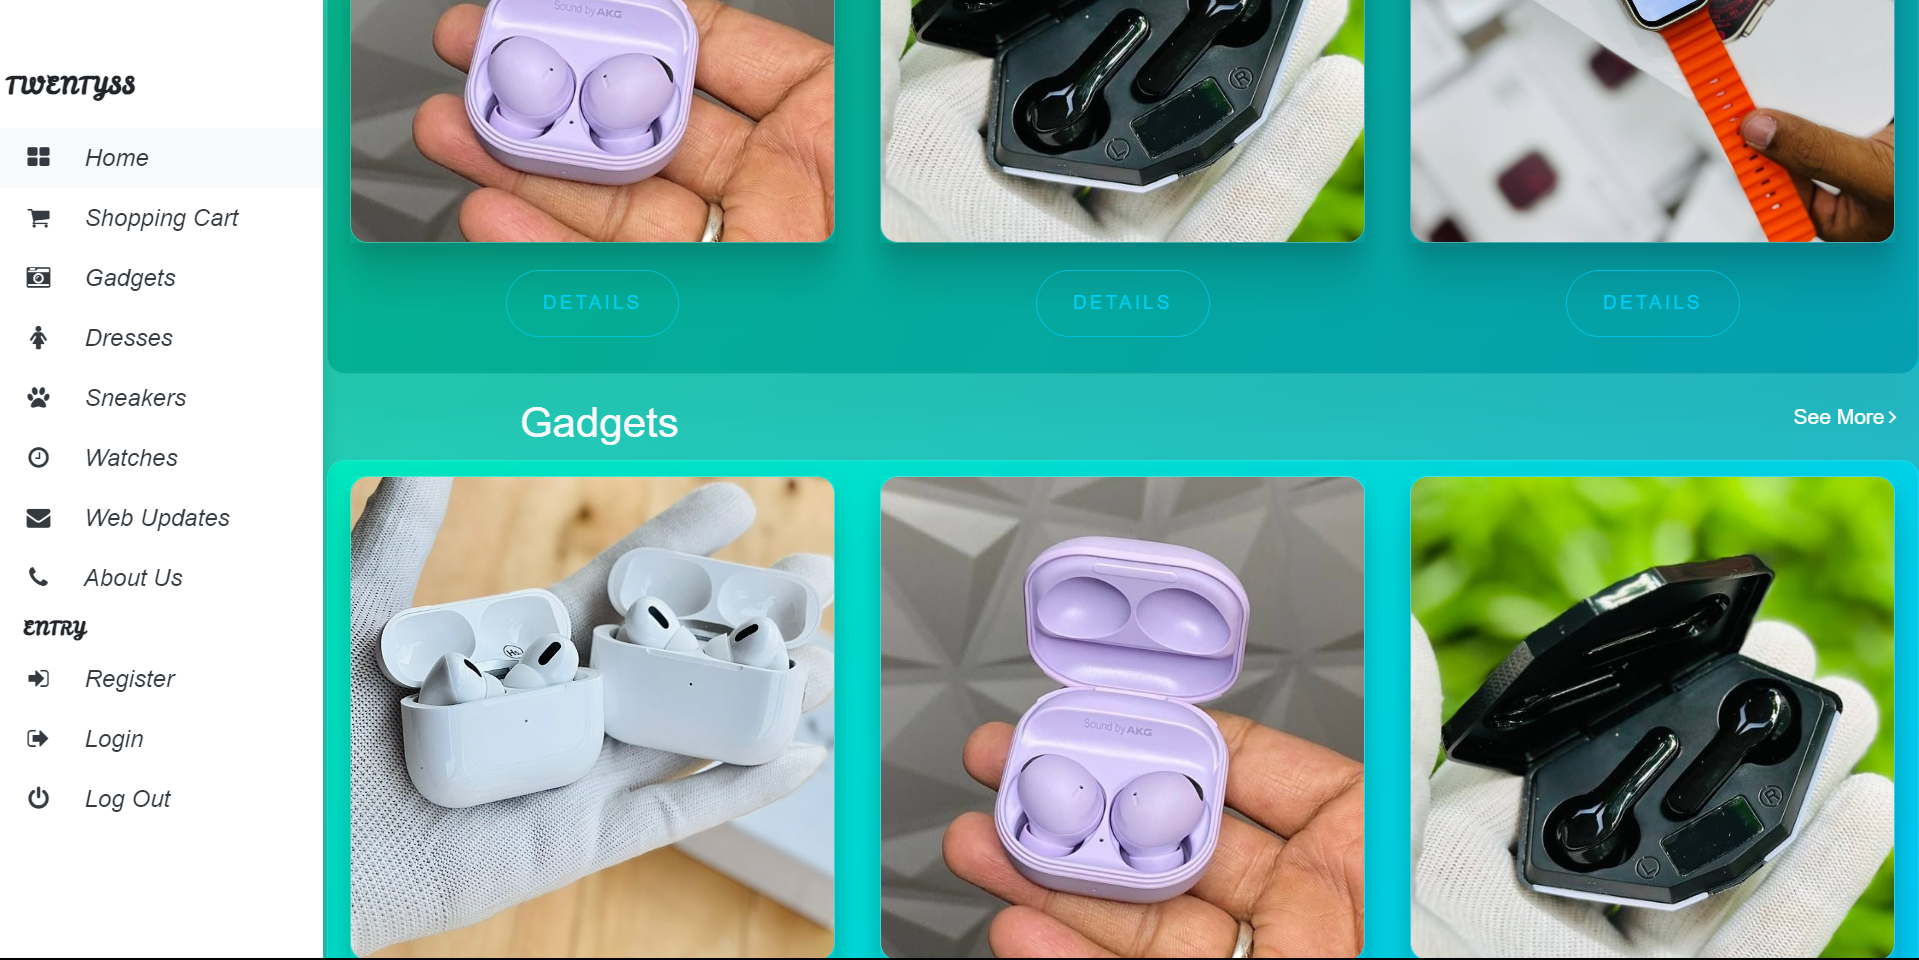 TWENTYSS
Home
Shopping Cart
Gadgets
Dresses
Sneakers
Watches
Web Updates
About Us
ENTRY
Register
Login
Log Out
Sound by AKG
R
L
DETAILS
DETAILS
DETAILS
Gadgets
See More
Sound by AKG
R
L